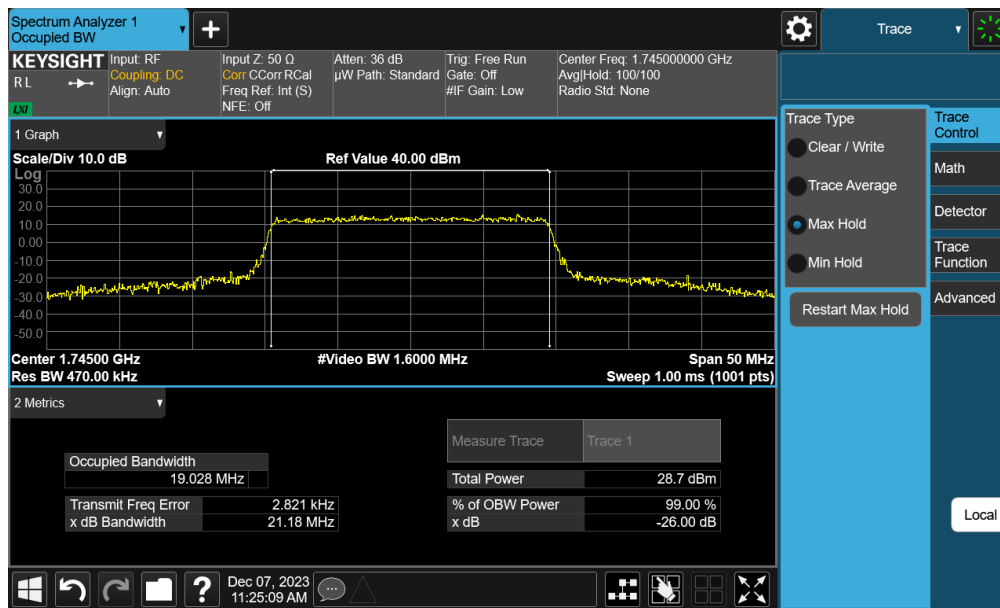 Spectrum Analyzer 1
Occupied BW
Trace
KEYSIGHT
R L
LXI
Input: RF
Coupling: DC
Align: Auto
Input Z: 50 Ω
Corr CCorr RCal
Freq Ref: Int (S)
NFE: Off
Atten: 36 dB
µW Path: Standard
Trig: Free Run
Gate: Off
#IF Gain: Low
Center Freq: 1.745000000 GHz
Avg|Hold: 100/100
Radio Std: None
1 Graph
Scale/Div 10.0 dB
Ref Value 40.00 dBm
Log
30.0
20.0
10.0
0.00
-10.0
-20.0
-30.0
-40.0
-50.0
Center 1.74500 GHz
#Video BW 1.6000 MHz
Span 50 MHz
Res BW 470.00 kHz
Sweep 1.00 ms (1001 pts)
2 Metrics
Measure Trace
Trace 1
Occupied Bandwidth
19.028 MHz
Total Power
28.7 dBm
Transmit Freq Error
2.821 kHz
% of OBW Power
99.00 %
x dB Bandwidth
21.18 MHz
x dB
-26.00 dB
Trace Type
Clear / Write
Trace Average
Max Hold
Min Hold
Restart Max Hold
Trace
Control
Math
Detector
Trace
Function
Advanced
Local
?
Dec 07, 2023
11:25:09 AM